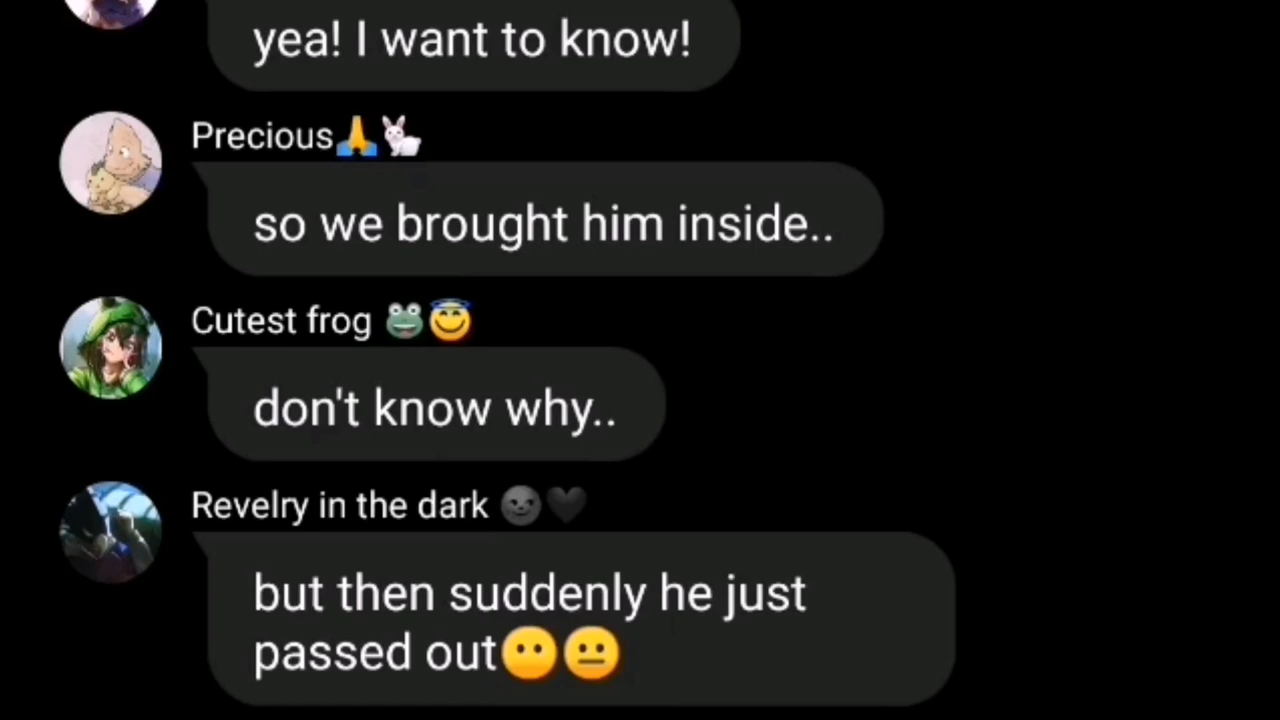 yea! I want to know!
Precious🙏🐇
so we brought him inside..
Cutest frog 🐸😇
don't know why..
Revelry in the dark 🌚🖤
but then suddenly he just
passed out😶😐